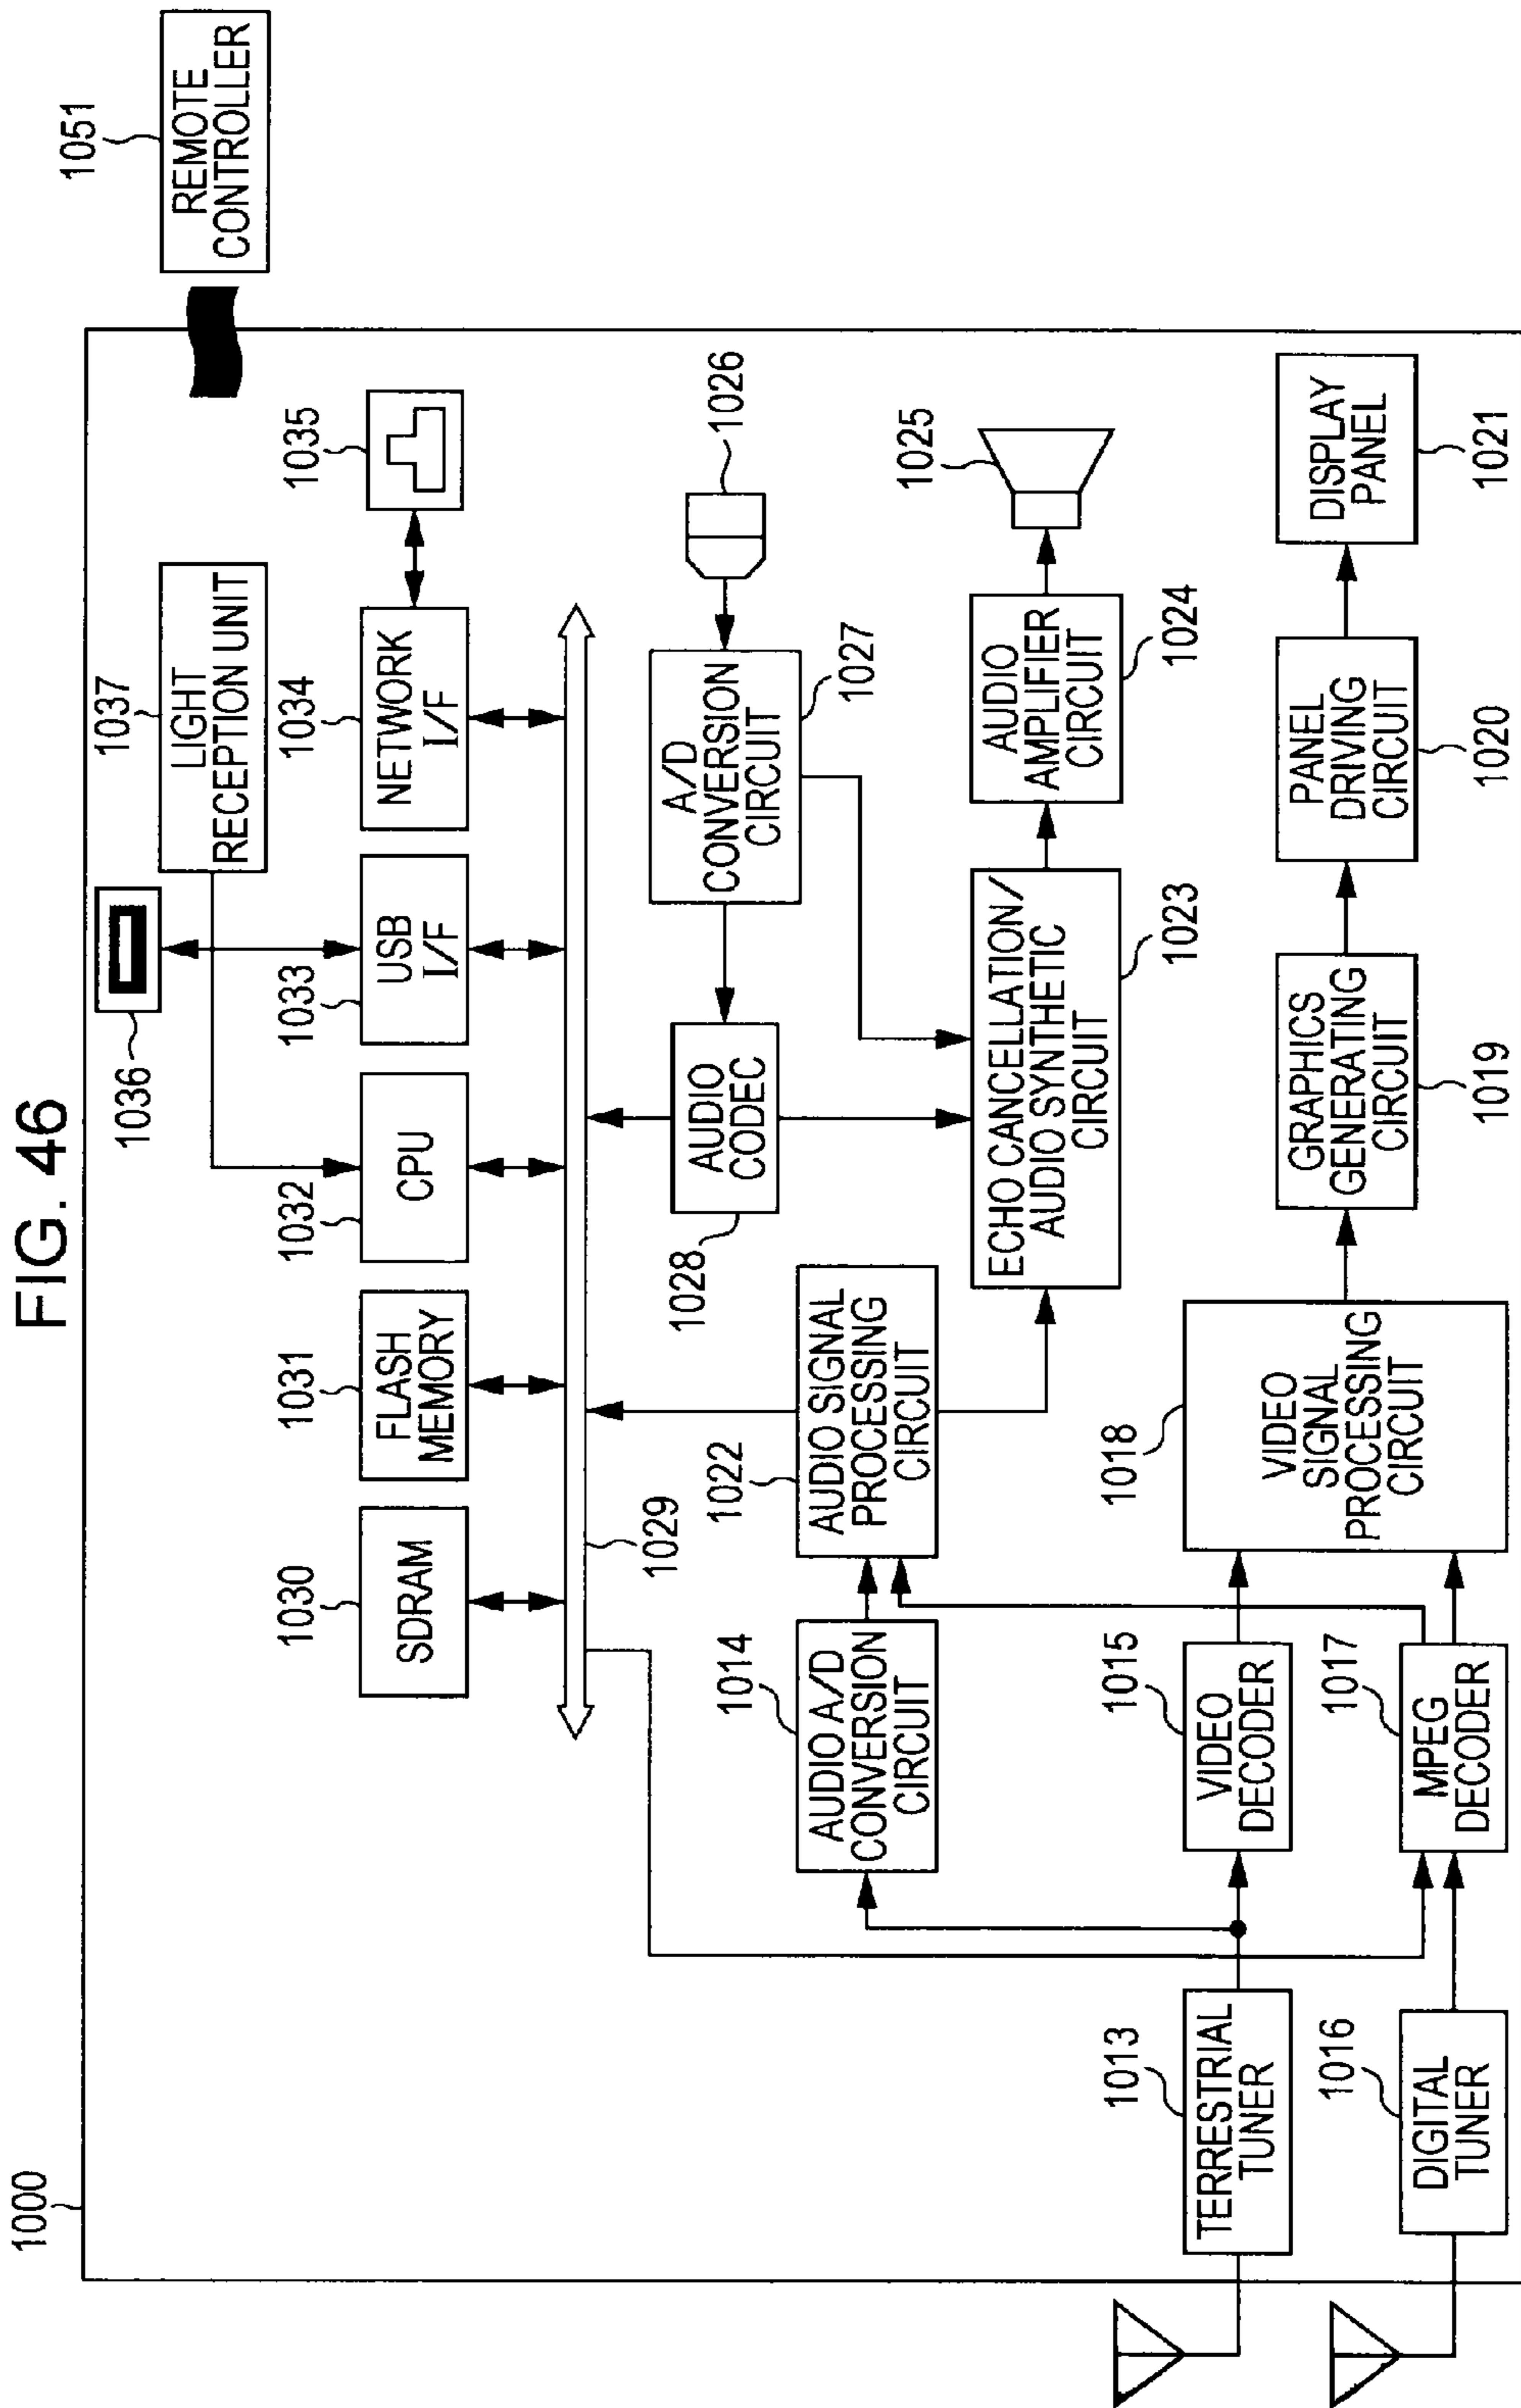 FIG. 46
1000
1051
REMOTE
CONTROLLER
1036
1037
LIGHT
RECEPTION UNIT
1035
1030
SDRAM
1031
FLASH
MEMORY
1032
CPU
1033
USB
I/F
1034
NETWORK
I/F
1029
1026
1027
A/D
CONVERSION
CIRCUIT
1028
AUDIO
CODEC
1014
AUDIO A/D
CONVERSION
CIRCUIT
1022
AUDIO SIGNAL
PROCESSING
CIRCUIT
ECHO CANCELLATION/
AUDIO SYNTHETIC
CIRCUIT
1023
AUDIO
AMPLIFIER
CIRCUIT
1024
1025
1013
TERRESTRIAL
TUNER
1015
VIDEO
DECODER
1018
VIDEO
SIGNAL
PROCESSING
CIRCUIT
GRAPHICS
GENERATING
CIRCUIT
1019
PANEL
DRIVING
CIRCUIT
1020
DISPLAY
PANEL
1021
1016
DIGITAL
TUNER
1017
MPEG
DECODER